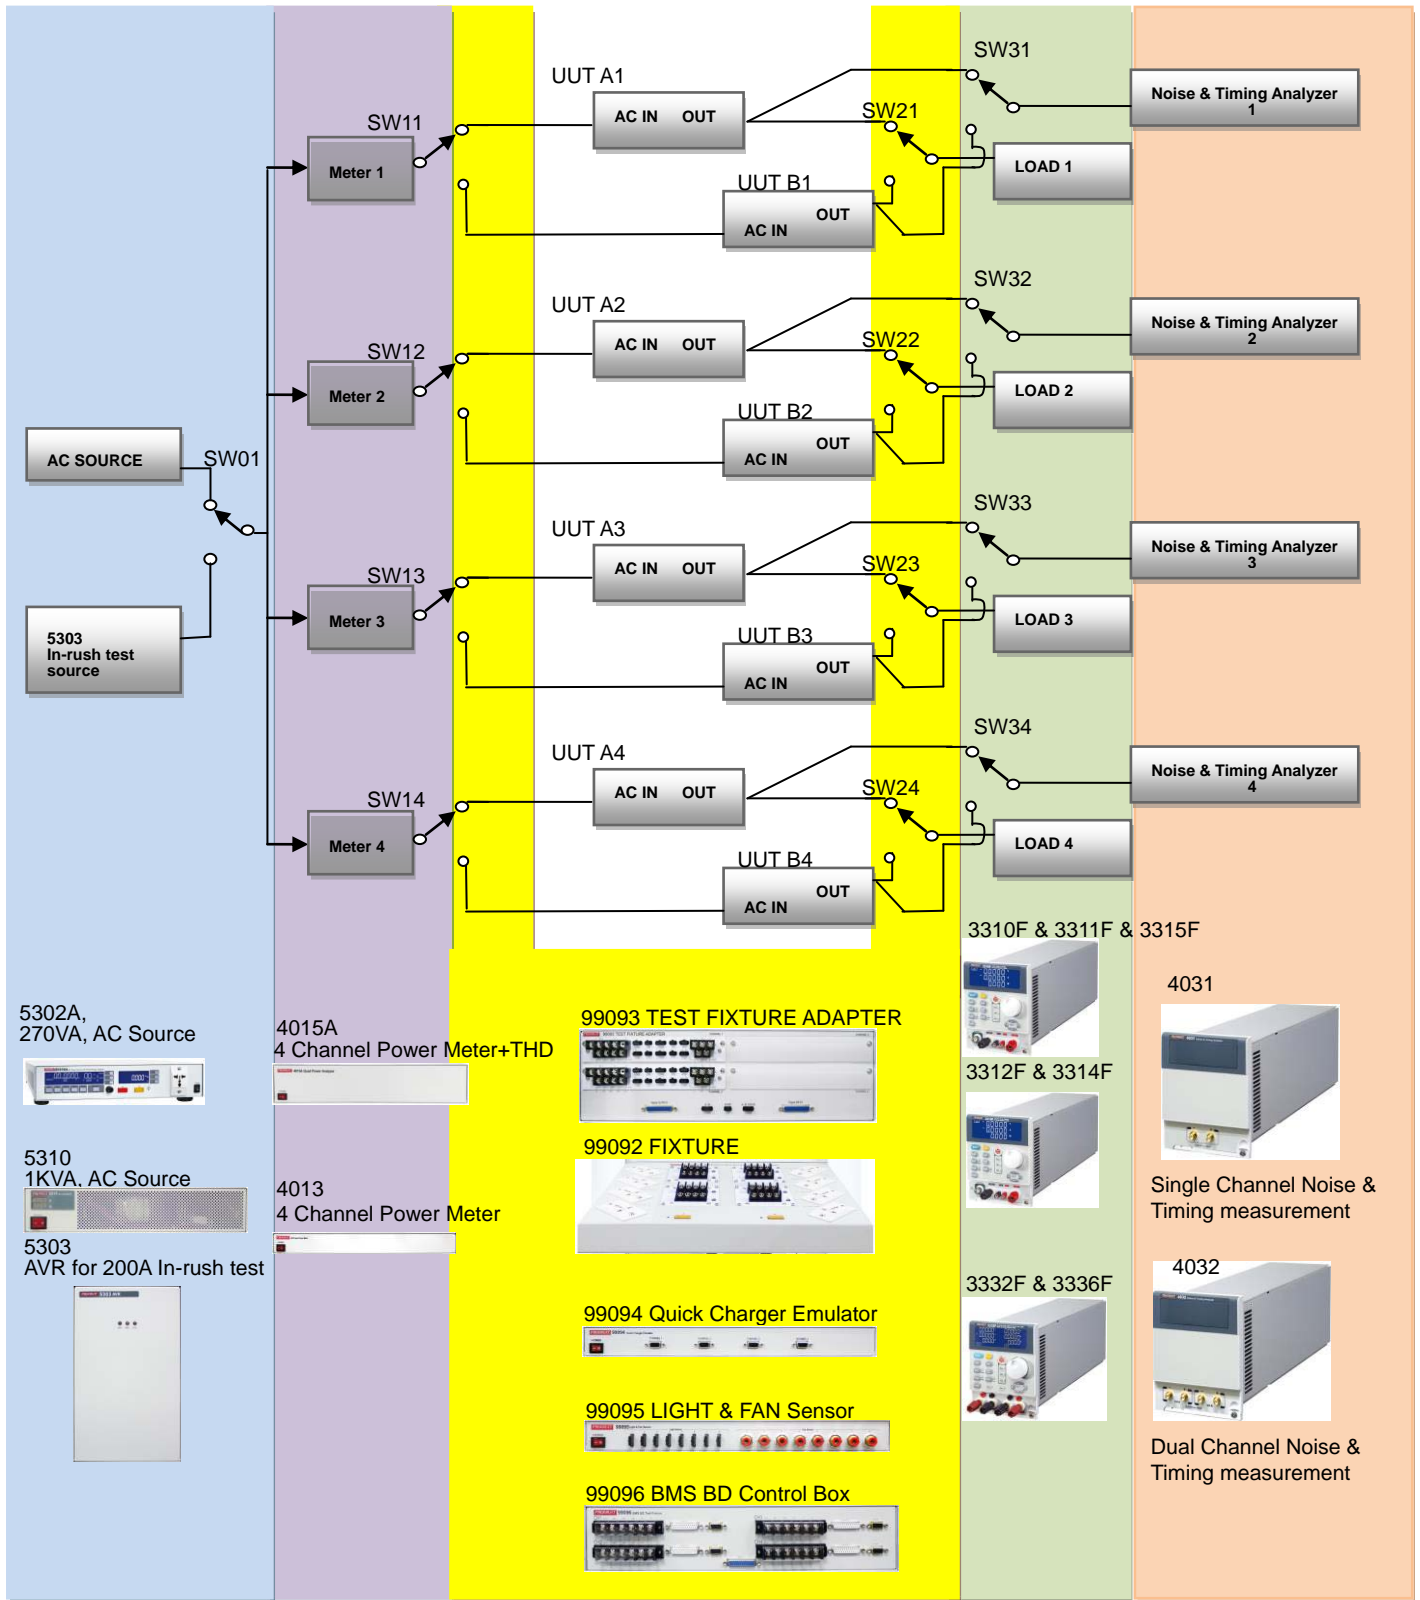 SW31
UUT A1
Noise & Timing Analyzer
1
AC IN OUT
SW11
SW21
Meter 1
LOAD 1
UUT B1
OUT
AC IN
SW32
UUT A2
Noise & Timing Analyzer
2
AC IN OUT
SW12
SW22
Meter 2
LOAD 2
UUT B2
OUT
AC IN
AC SOURCE
SW01
SW33
UUT A3
Noise & Timing Analyzer
3
AC IN OUT
SW13
SW23
Meter 3
LOAD 3
UUT B3
OUT
AC IN
5303
In-rush test
source
SW34
UUT A4
Noise & Timing Analyzer
4
AC IN OUT
SW14
SW24
Meter 4
LOAD 4
UUT B4
OUT
AC IN
5302A,
270VA, AC Source
5310
1KVA, AC Source
5303
AVR for 200A In-rush test
5303 AVR
4015A
4 Channel Power Meter+THD
4013
4 Channel Power Meter
99093 TEST FIXTURE ADAPTER
99092 FIXTURE
99094 Quick Charger Emulator
99095 LIGHT & FAN Sensor
99096 BMS BD Control Box
3310F & 3311F & 3315F
3312F & 3314F
3332F & 3336F
4031
Single Channel Noise &
Timing measurement
4032
Dual Channel Noise &
Timing measurement